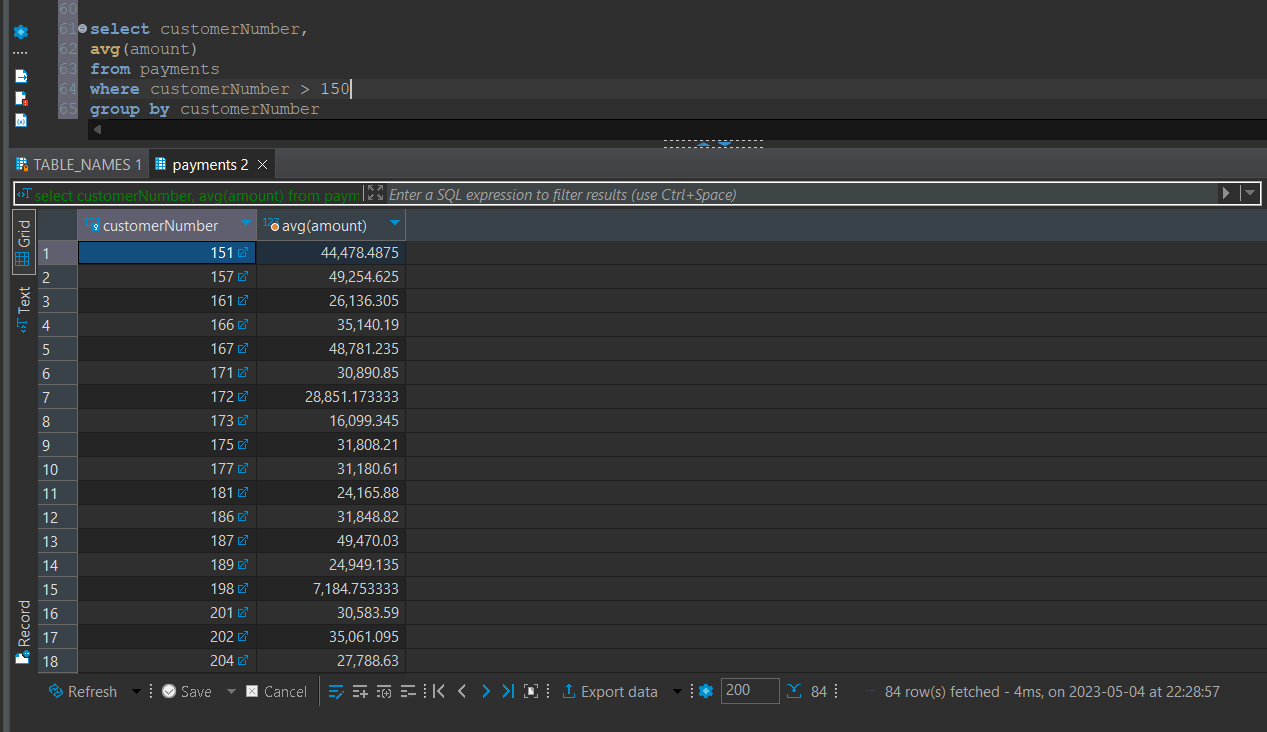 60
61 select customerNumber,
62 avg(amount)
63 from payments
64 where customerNumber > 150
65 group by customerNumber
TABLE_NAMES 1 payments 2
select customerNumber, avg(amount) from paym Enter a SQL expression to filter results (use Ctrl+Space)
Grid
Text
Record
123 customerNumber 123 avg(amount)
1 151 44,478.4875
2 157 49,254.625
3 161 26,136.305
4 166 35,140.19
5 167 48,781.235
6 171 30,890.85
7 172 28,851.173333
8 173 16,099.345
9 175 31,808.21
10 177 31,180.61
11 181 24,165.88
12 186 31,848.82
13 187 49,470.03
14 189 24,949.135
15 198 7,184.753333
16 201 30,583.59
17 202 35,061.095
18 204 27,788.63
Refresh Save Cancel Export data 200 84 84 row(s) fetched - 4ms, on 2023-05-04 at 22:28:57